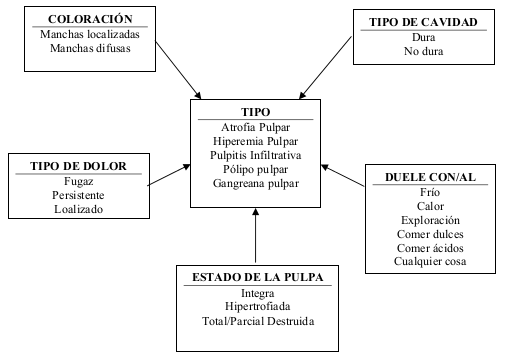 COLORACIÓN
Manchas localizadas
Manchas difusas
TIPO DE CAVIDAD
Dura
No dura
TIPO
Atrofia Pulpar
Hiperemia Pulpar
Pulpitis Infiltrativa
Pólipo pulpar
Gangreana pulpar
TIPO DE DOLOR
Fugaz
Persistente
Loalizado
DUELE CON/AL
Frío
Calor
Exploración
Comer dulces
Comer ácidos
Cualquier cosa
ESTADO DE LA PULPA
Integra
Hipertrofiada
Total/Parcial Destruida